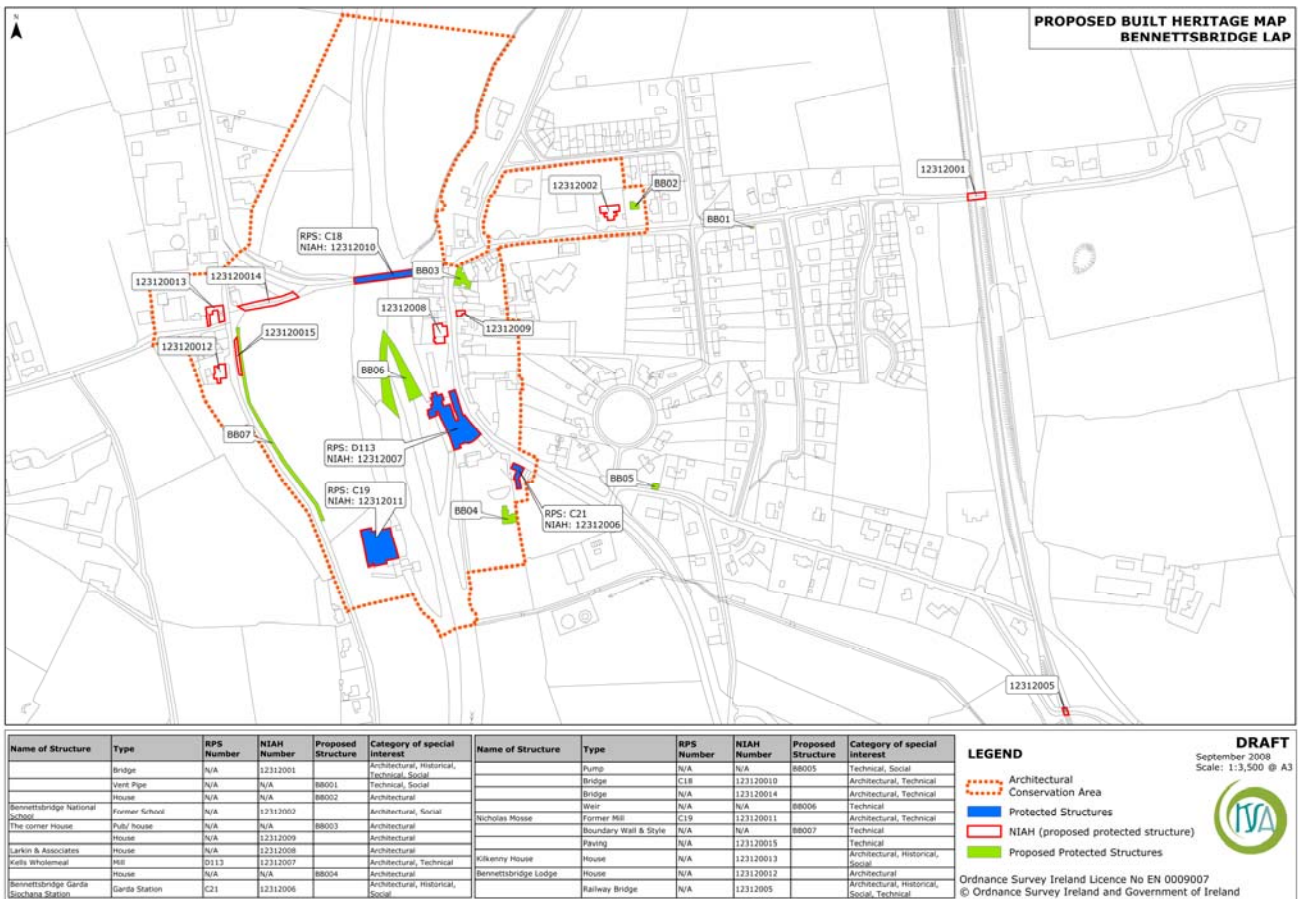 N
PROPOSED BUILT HERITAGE MAP
BENNETTSBRIDGE LAP
12312001
12312002
BB02
BB01
RPS: C18
NIAH: 12312010
BB03
123120014
123120013
12312008
12312009
123120015
123120012
BB06
BB07
RPS: D113
NIAH: 12312007
RPS: C19
NIAH: 12312011
BB05
BB04
RPS: C21
NIAH: 12312006
12312005
Name of Structure Type RPS Number NIAH Number Proposed Structure Category of special interest
Bridge N/A 12312001 Architectural, Historical, Technical, Social
Vent Pipe N/A N/A BB001 Technical, Social
House N/A N/A BB002 Architectural
Bennettsbridge National School Former School N/A 12312002 Architectural, Social
The corner House Pub/ house N/A N/A BB003 Architectural
House N/A 12312009 Architectural
Larkin & Associates House N/A 12312008 Architectural
Kells Wholemeal Mill D113 12312007 Architectural, Technical
House N/A N/A BB004 Architectural
Bennettsbridge Garda Siochana Station Garda Station C21 12312006 Architectural, Historical, Social
Name of Structure Type RPS Number NIAH Number Proposed Structure Category of special interest
Pump N/A N/A BB005 Technical, Social
Bridge C18 123120010 Architectural, Technical
Bridge N/A 123120014 Architectural, Technical
Weir N/A N/A BB006 Technical
Nicholas Mosse Former Mill C19 123120011 Architectural, Technical
Boundary Wall & Style N/A N/A BB007 Technical
Paving N/A 123120015 Technical
Kilkenny House House N/A 123120013 Architectural, Historical, Social
Bennettsbridge Lodge House N/A 123120012 Architectural
Railway Bridge N/A 12312005 Architectural, Historical, Social, Technical
LEGEND
Architectural
Conservation Area
Protected Structures
NIAH (proposed protected structure)
Proposed Protected Structures
DRAFT
September 2008
Scale: 1:3,500 @ A3
Ordnance Survey Ireland Licence No EN 0009007
© Ordnance Survey Ireland and Government of Ireland